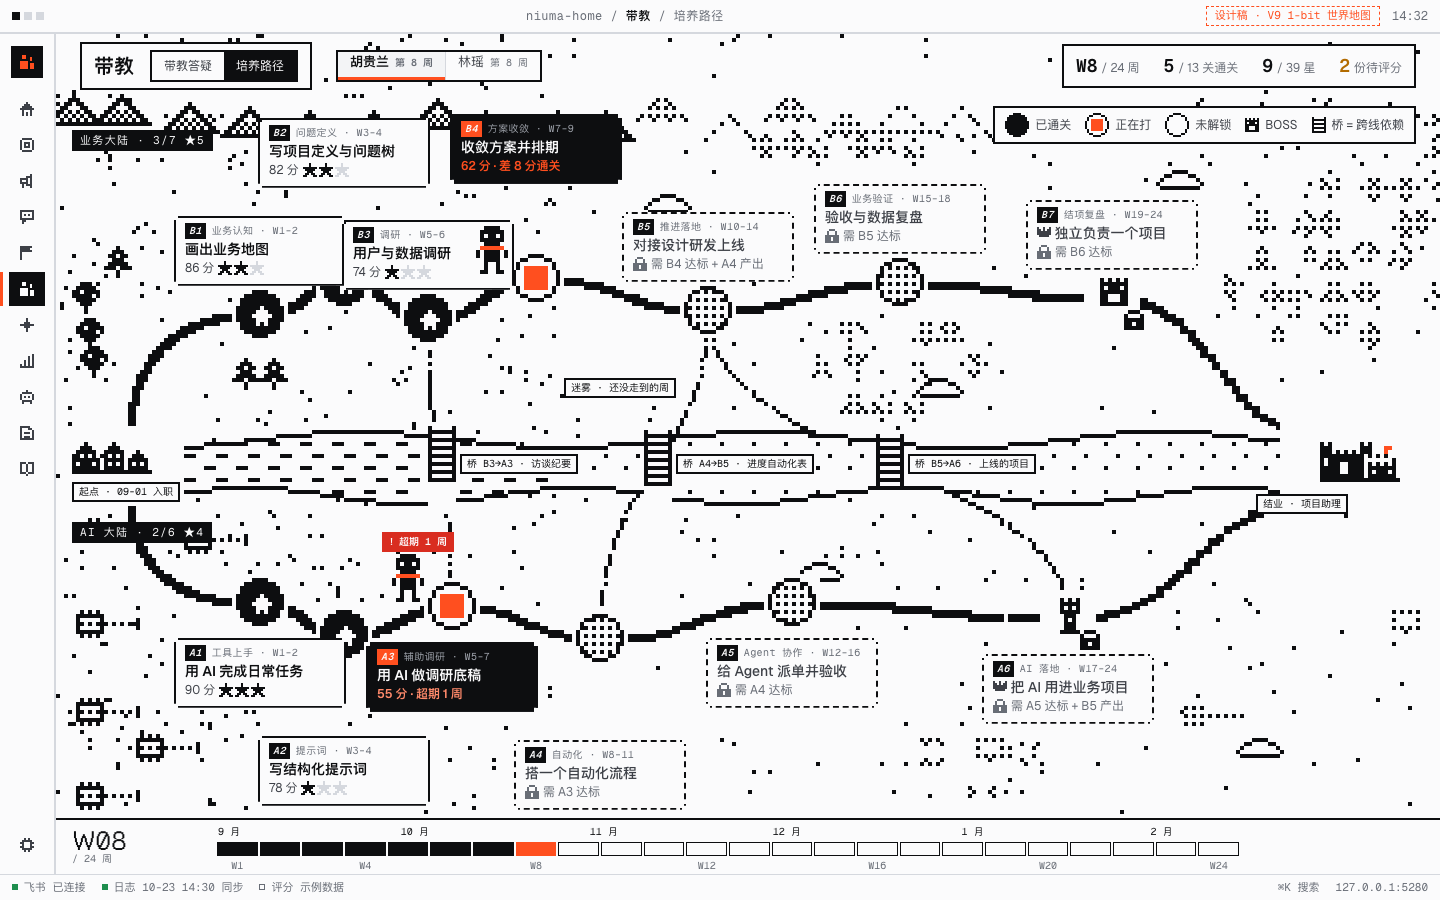 niuma-home / 带教 / 培养路径
设计稿 · V9 1-bit 世界地图
14:32
带教
带教答疑
培养路径
胡贵兰 第 8 周
林瑶 第 8 周
W8 / 24 周
5 / 13 关通关
9 / 39 星
2 份待评分
已通关
正在打
未解锁
BOSS
桥 = 跨线依赖
业务大陆 · 3/7 ★5
B2 问题定义 · W3-4
写项目定义与问题树
82 分 ★★★
B4 方案收敛 · W7-9
收敛方案并排期
62 分 · 差 8 分通关
B1 业务认知 · W1-2
画出业务地图
86 分 ★★★
B3 调研 · W5-6
用户与数据调研
74 分 ★★★
B5 推进落地 · W10-14
对接设计研发上线
需 B4 达标 + A4 产出
B6 业务验证 · W15-18
验收与数据复盘
需 B5 达标
B7 结项复盘 · W19-24
独立负责一个项目
需 B6 达标
迷雾 · 还没走到的周
桥 B3→A3 · 访谈纪要
桥 A4→B5 · 进度自动化表
桥 B5→A6 · 上线的项目
起点 · 09-01 入职
结业 · 项目助理
AI 大陆 · 2/6 ★4
! 超期 1 周
A1 工具上手 · W1-2
用 AI 完成日常任务
90 分 ★★★
A3 辅助调研 · W5-7
用 AI 做调研底稿
55 分 · 超期 1 周
A5 Agent 协作 · W12-16
给 Agent 派单并验收
需 A4 达标
A6 AI 落地 · W17-24
把 AI 用进业务项目
需 A5 达标 + B5 产出
A2 提示词 · W3-4
写结构化提示词
78 分 ★★★
A4 自动化 · W8-11
搭一个自动化流程
需 A3 达标
W08
/ 24 周
9 月
10 月
11 月
12 月
1 月
2 月
W1
W4
W8
W12
W16
W20
W24
飞书 已连接
日志 10-23 14:30 同步
评分 示例数据
⌘K 搜索
127.0.0.1:5280